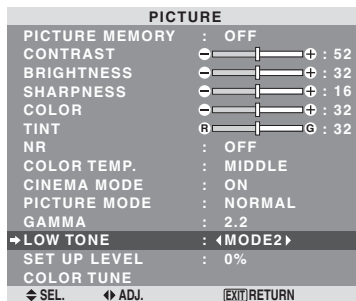 PICTURE
PICTURE MEMORY : OFF
CONTRAST : 52
BRIGHTNESS : 32
SHARPNESS : 16
COLOR : 32
TINT R G : 32
NR : OFF
COLOR TEMP. : MIDDLE
CINEMA MODE : ON
PICTURE MODE : NORMAL
GAMMA : 2.2
LOW TONE : MODE2
SET UP LEVEL : 0%
COLOR TUNE
SEL. ADJ. EXIT RETURN